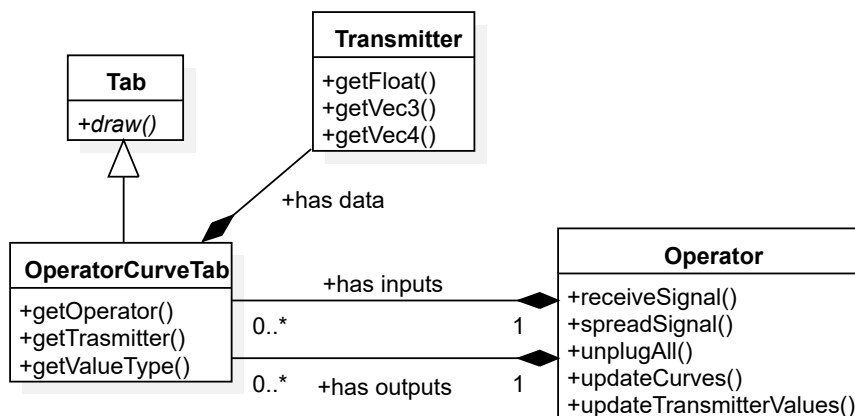 Transmitter
+getFloat()
+getVec3()
+getVec4()
Tab
+draw()
+has data
OperatorCurveTab
+getOperator()
+getTrasmitter()
+getValueType()
+has inputs
0..*
1
0..*
+has outputs
1
Operator
+receiveSignal()
+spreadSignal()
+unplugAll()
+updateCurves()
+updateTransmitterValues()